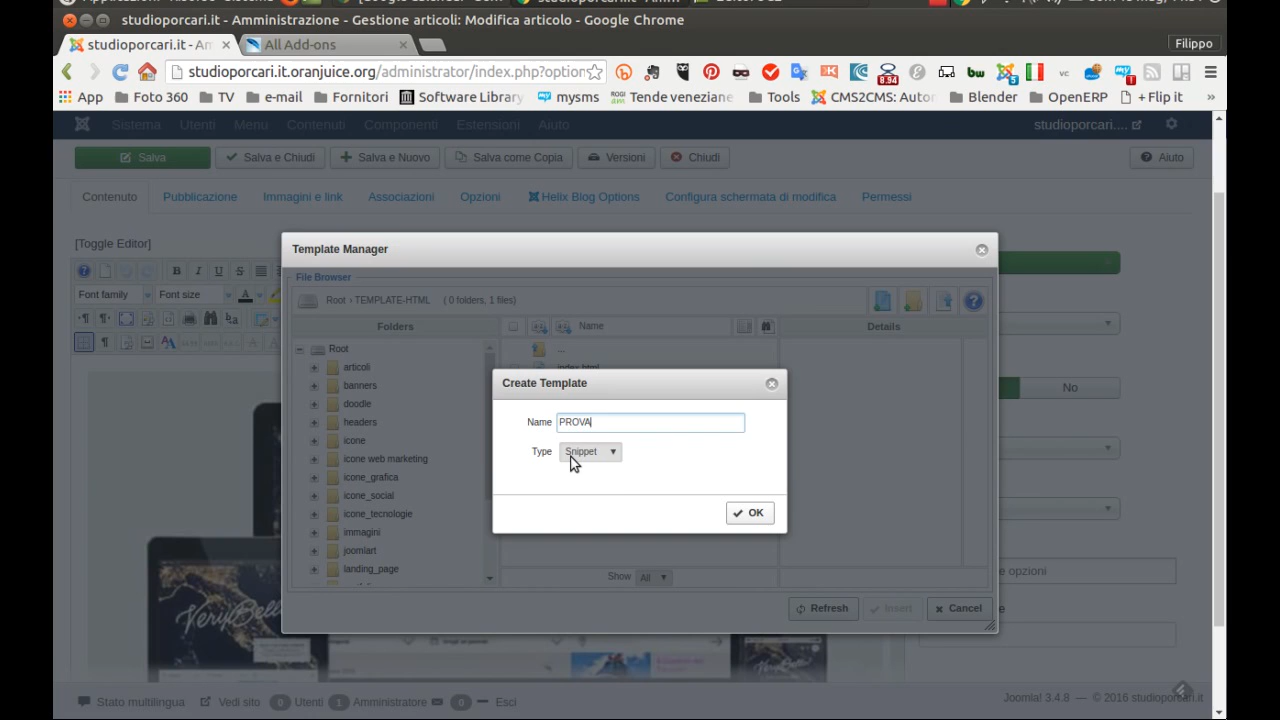 studioporcari.it - Amministrazione - Gestione articoli: Modifica articolo - Google Chrome
studioporcari.it - Am
All Add-ons
Filippo
studioporcari.it.oranjuice.org/administrator/index.php?option
8.94
App
Foto 360
TV
e-mail
Fornitori
Software Library
mysms
Tende veneziane
Tools
CMS2CMS: Autor
Blender
OpenERP
+ Flip it
»
Sistema
Utenti
Menu
Contenuti
Componenti
Estensioni
Aiuto
studioporcari....
Salva
Salva e Chiudi
Salva e Nuovo
Salva come Copia
Versioni
Chiudi
Aiuto
Contenuto
Pubblicazione
Immagini e link
Associazioni
Opzioni
Helix Blog Options
Configura schermata di modifica
Permessi
[Toggle Editor]
Font family
Font size
Template Manager
File Browser
Root › TEMPLATE-HTML ( 0 folders, 1 files)
Folders
Name
Details
Root
...
articoli
index.html
banners
doodle
headers
icone
icone web marketing
icone_grafica
icone_social
icone_tecnologie
immagini
joomlart
landing_page
Create Template
Name
PROVA
Type
Snippet
OK
Show
All
Refresh
Insert
Cancel
No
e opzioni
VeryBello
Stato multilingua
Vedi sito
0
Utenti
1
Amministratore
0
Esci
Joomla! 3.4.8 — © 2016 studioporcari.it